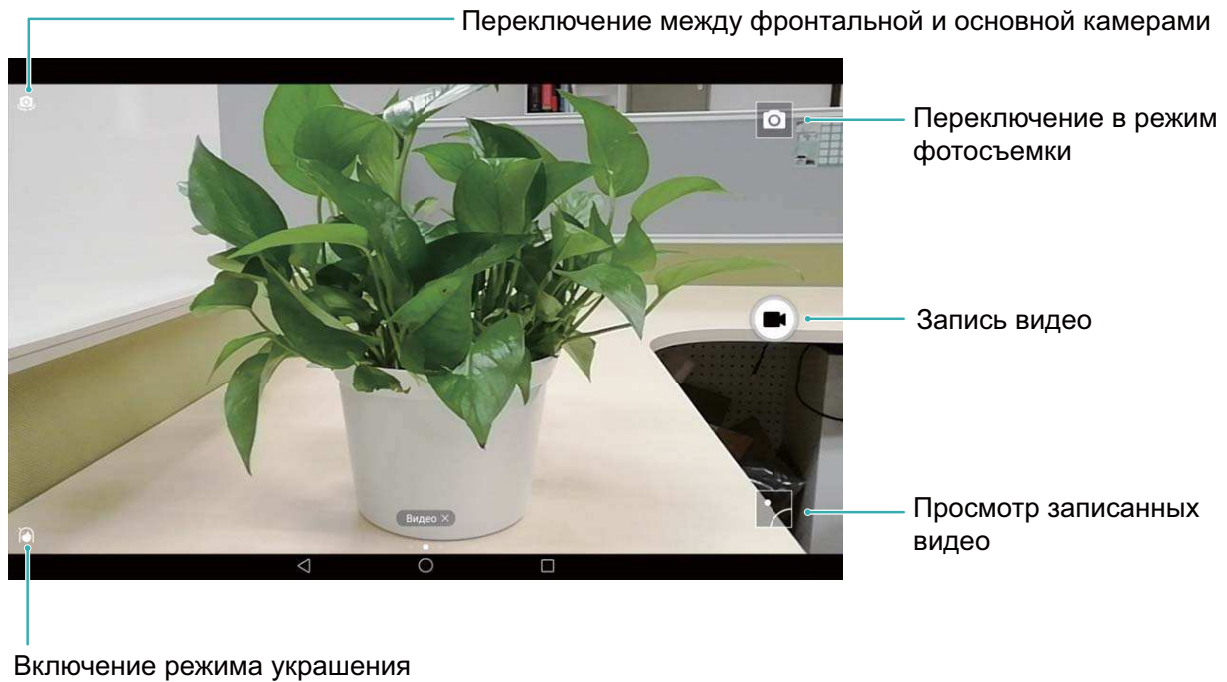 Переключение между фронтальной и основной камерами
Переключение в режим
фотосъемки
Запись видео
Видео ×
Просмотр записанных
видео
Включение режима украшения